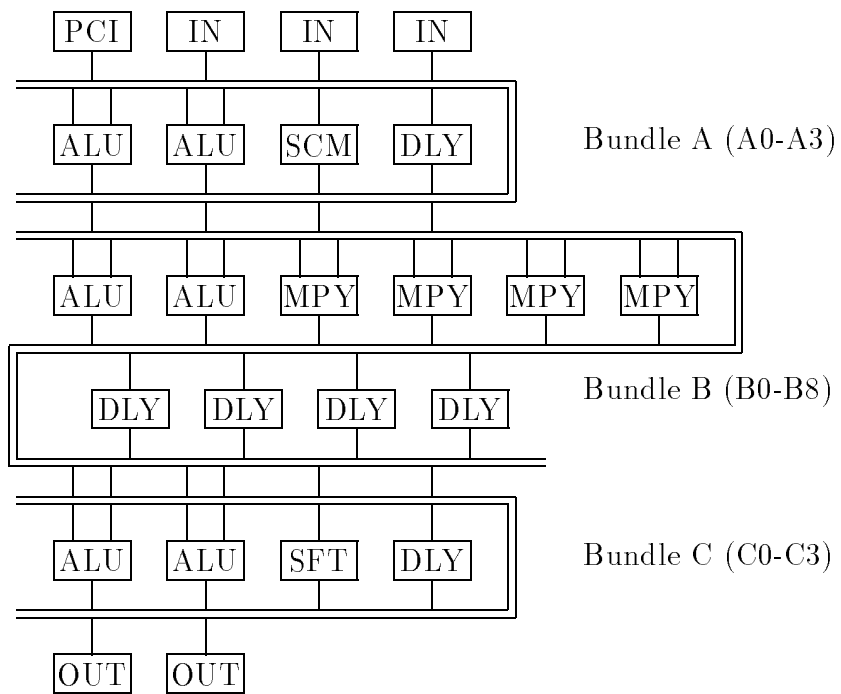 PCI IN IN IN
ALU ALU SCM DLY Bundle A (A0-A3)
ALU ALU MPY MPY MPY MPY
DLY DLY DLY DLY Bundle B (B0-B8)
ALU ALU SFT DLY Bundle C (C0-C3)
OUT OUT